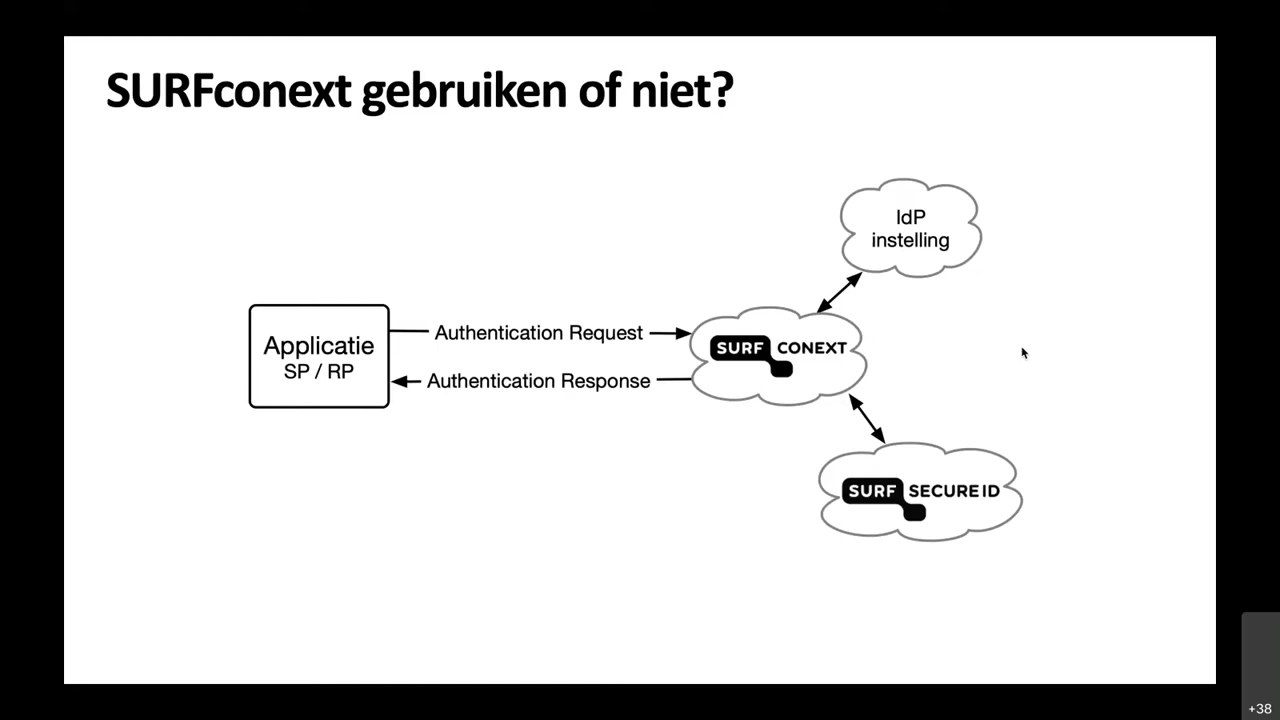 SURFconext gebruiken of niet?
IdP
instelling
Applicatie
SP / RP
Authentication Request
Authentication Response
SURF CONEXT
SURF SECURE ID
+38